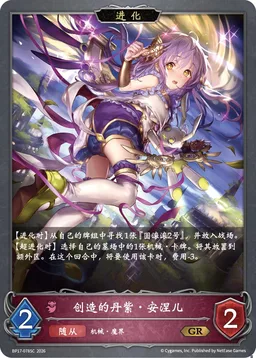 进化
【进化时】从自己的牌组中寻找1张『国偷滚2号』,并放入战场。
【超进化时】选择自己的墓场中的1张机械·卡牌。将其放置到
额外区。在这个回合中,将要使用该卡时,费用-3。
创造的丹紫·安涅儿
2
随从
机械·魔界
GR
2
© Cygames, Inc. Published by NetEase Games